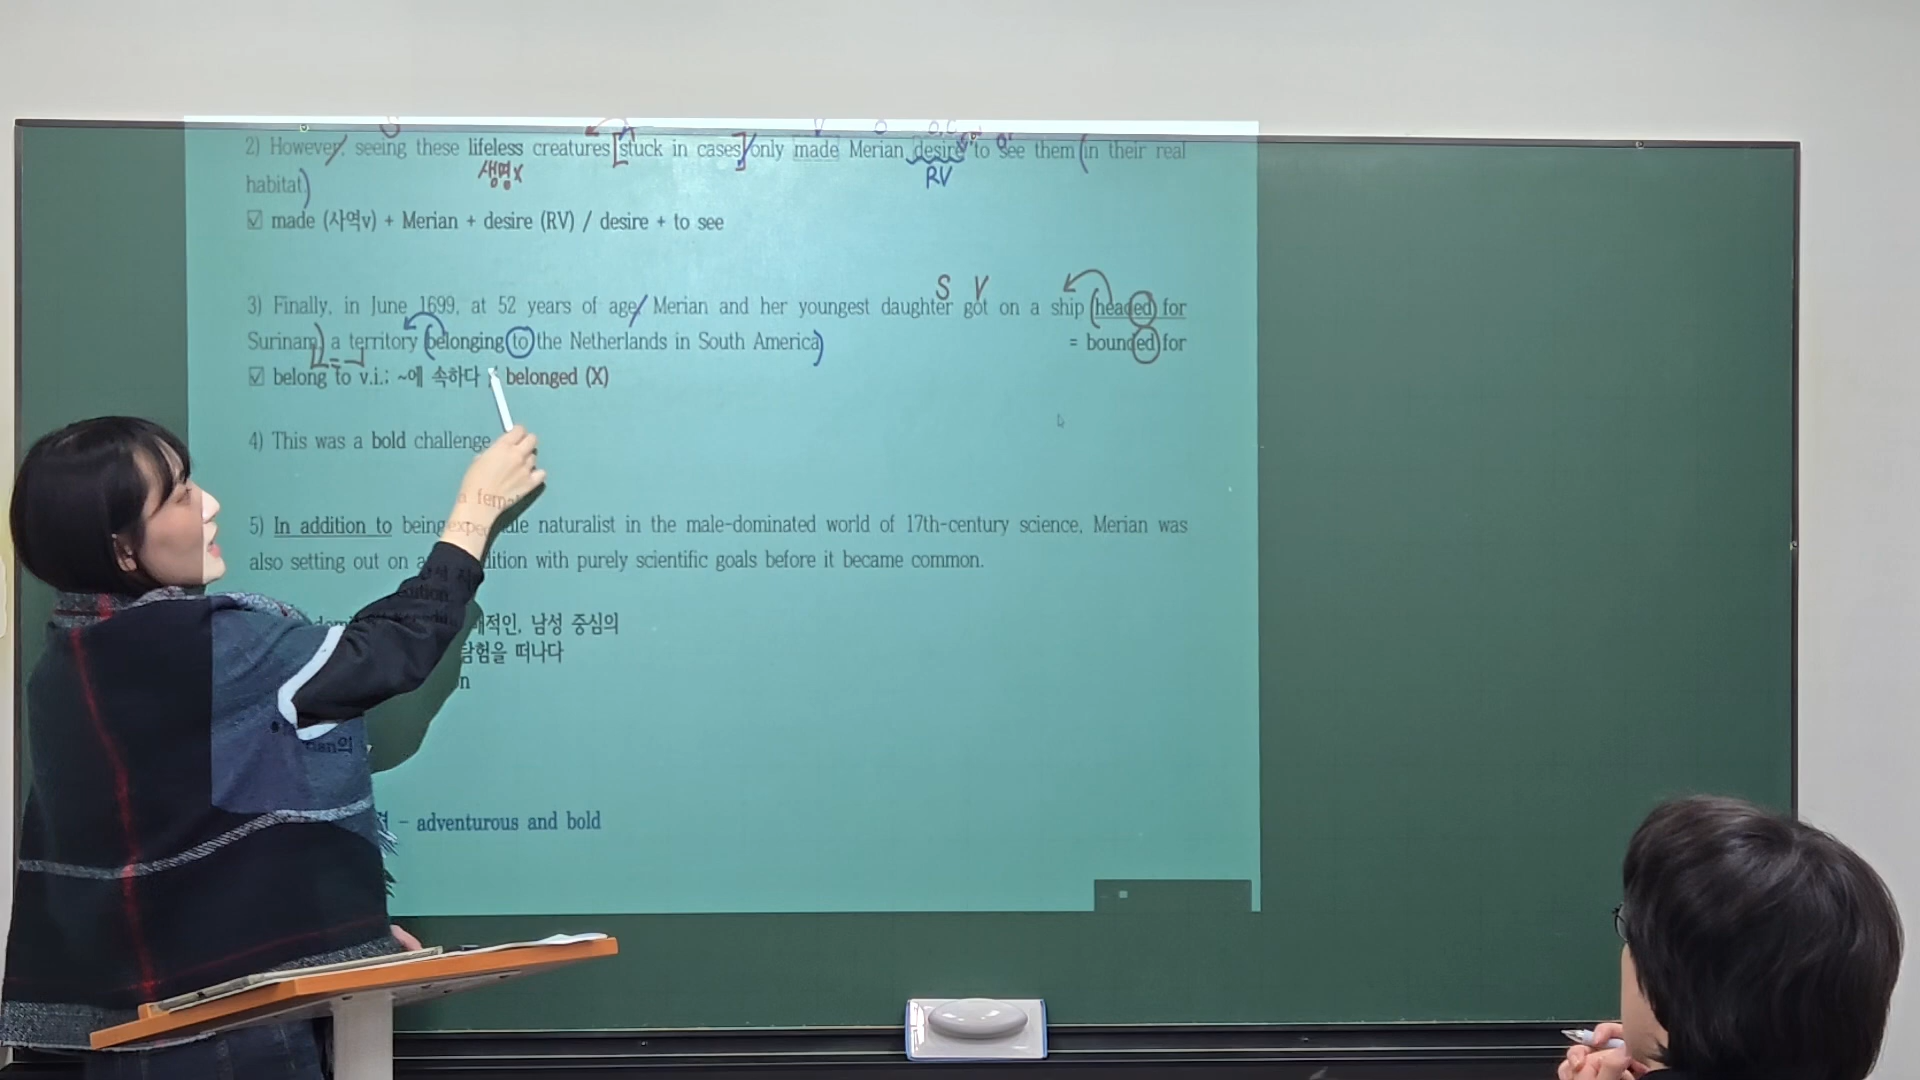 S
V O O.C
2) However, seeing these lifeless creatures stuck in cases only made Merian desire to see them in their real
생명x RV
habitat.
☑ made (사역v) + Merian + desire (RV) / desire + to see
S V
3) Finally, in June 1699, at 52 years of age, Merian and her youngest daughter got on a ship headed for
Surinam, a territory belonging to the Netherlands in South America. = bounded for
☑ belong to v.i.: ~에 속하다 / belonged (X)
4) This was a bold challenge
5) In addition to being a female naturalist in the male-dominated world of 17th-century science, Merian was
also setting out on a expedition with purely scientific goals before it became common.
적인, 남성 중심의
탐험을 떠나다
n
– adventurous and bold